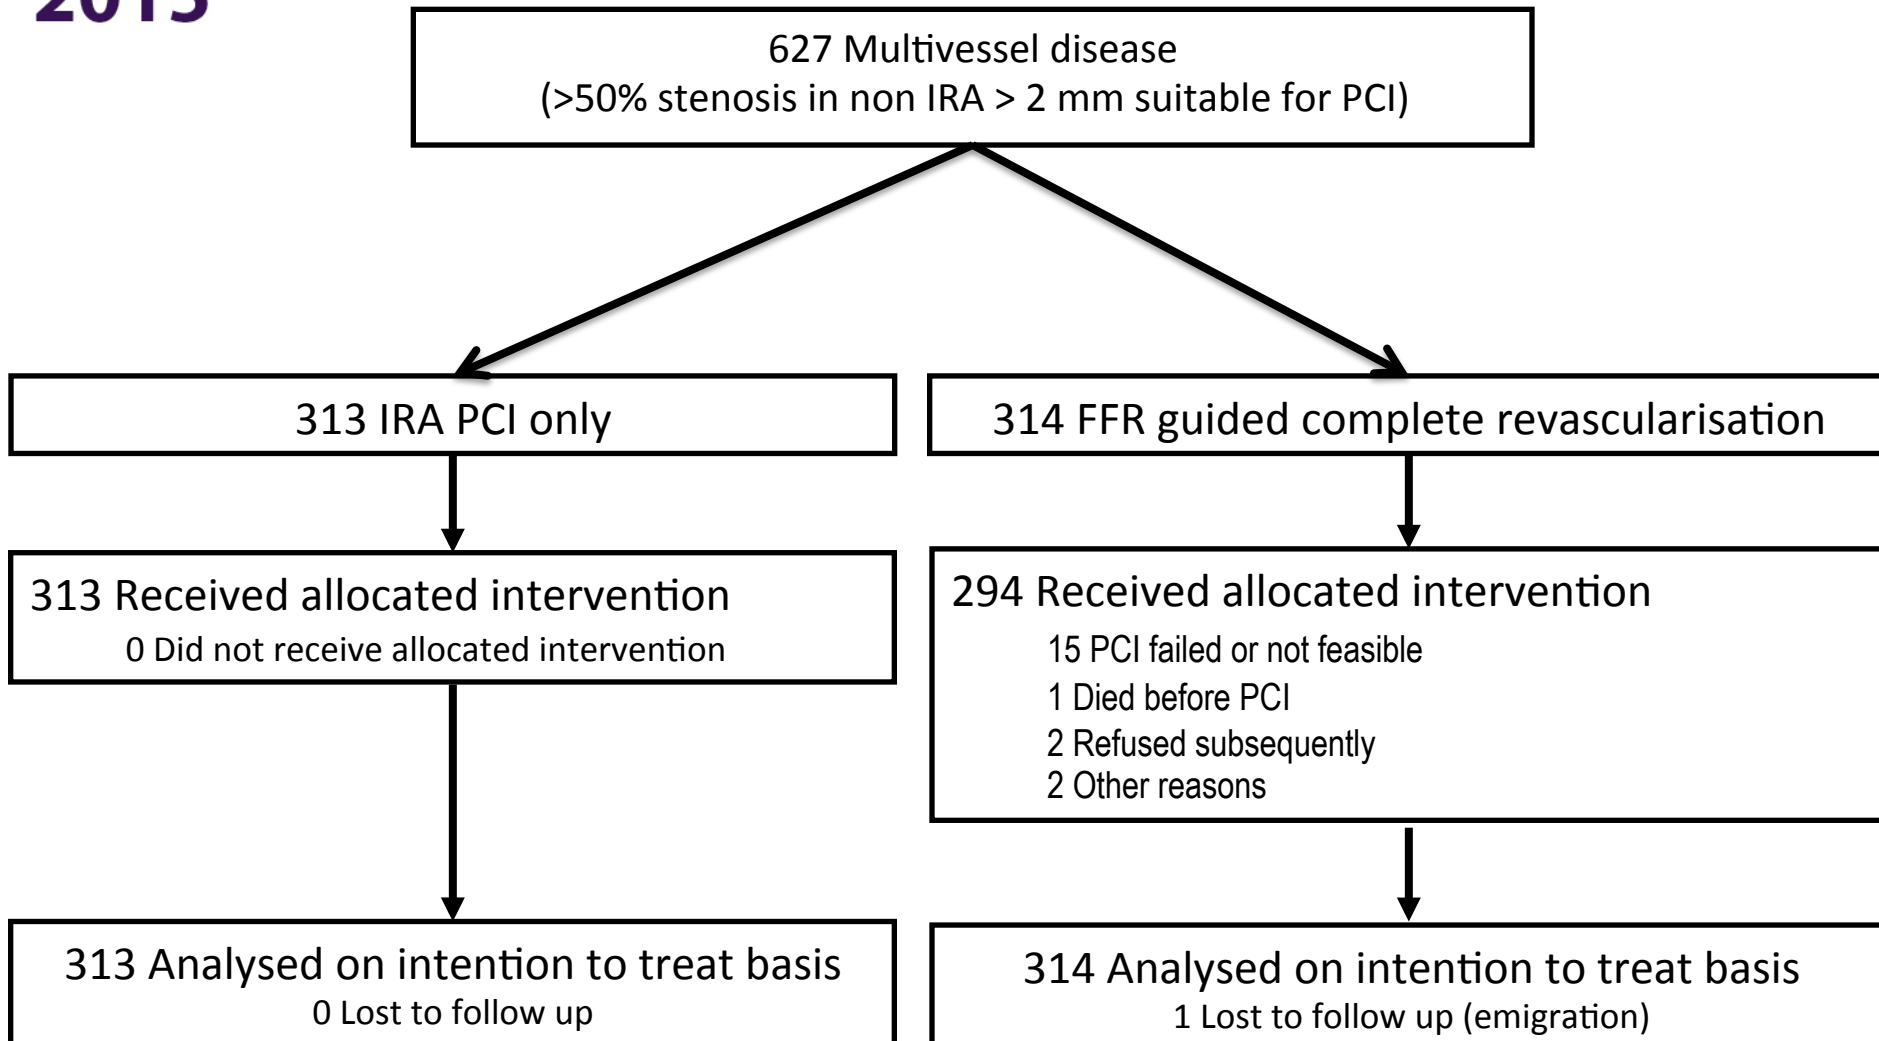 2015
627 Multivessel disease
(>50% stenosis in non IRA > 2 mm suitable for PCI)
313 IRA PCI only
314 FFR guided complete revascularisation
313 Received allocated intervention
0 Did not receive allocated intervention
294 Received allocated intervention
15 PCI failed or not feasible
1 Died before PCI
2 Refused subsequently
2 Other reasons
313 Analysed on intention to treat basis
0 Lost to follow up
314 Analysed on intention to treat basis
1 Lost to follow up (emigration)